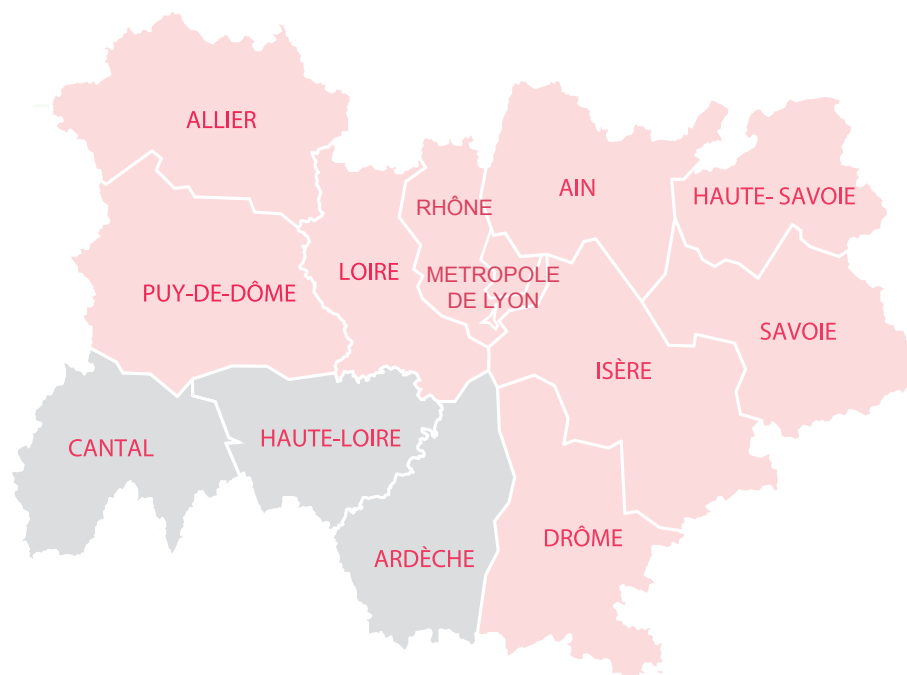 ALLIER
AIN
HAUTE- SAVOIE
RHÔNE
LOIRE
METROPOLE
DE LYON
PUY-DE-DÔME
SAVOIE
ISÈRE
HAUTE-LOIRE
CANTAL
DRÔME
ARDÈCHE